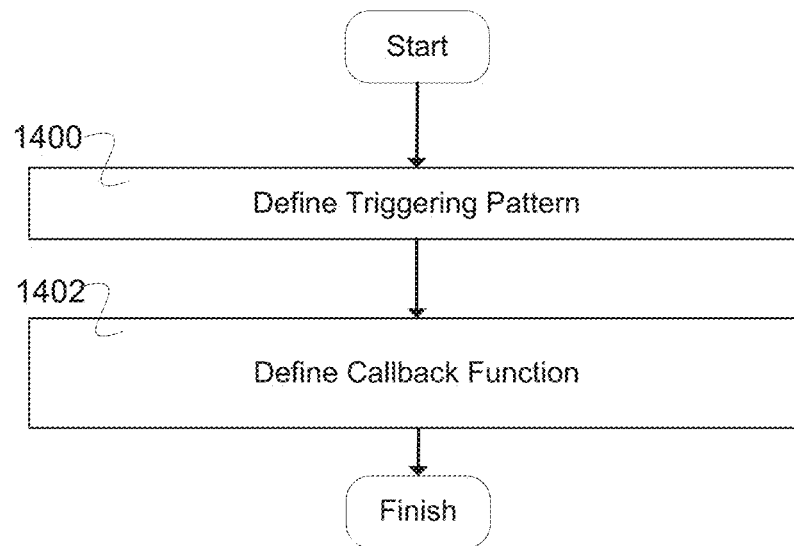 Start
1400
Define Triggering Pattern
1402
Define Callback Function
Finish